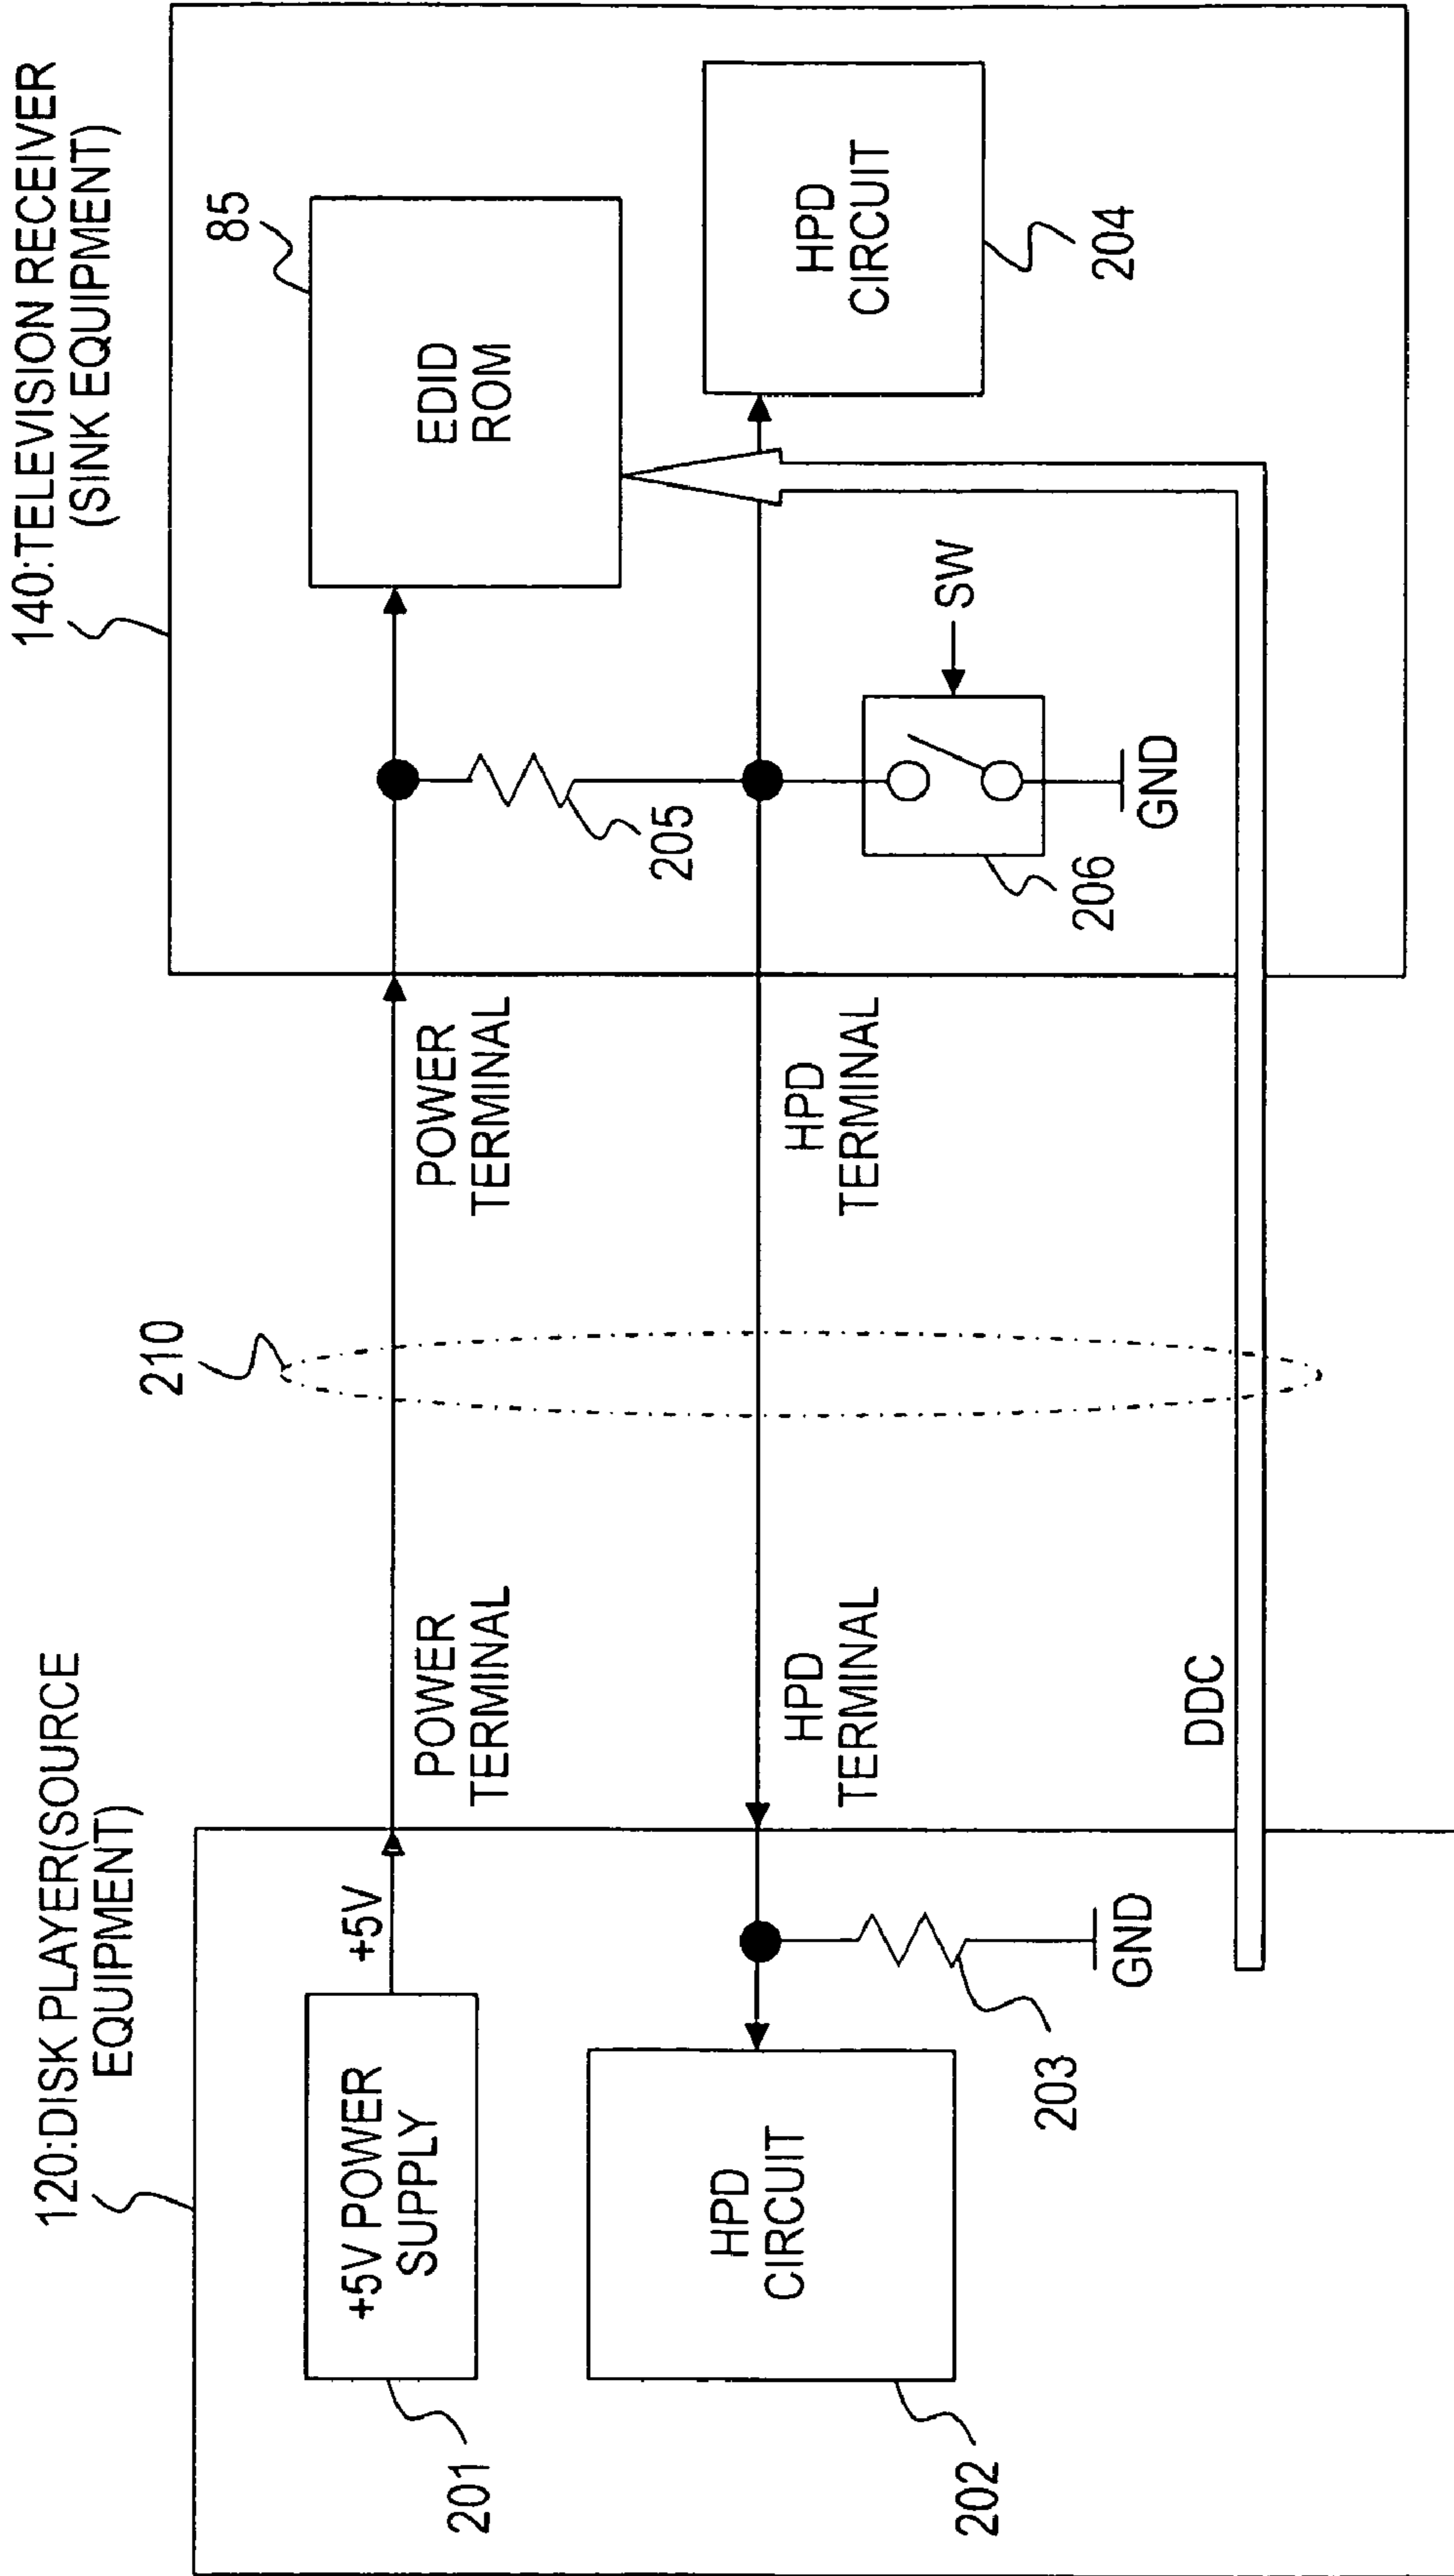 120:DISK PLAYER(SOURCE
EQUIPMENT)
+5V POWER
SUPPLY
201
+5V
HPD
CIRCUIT
202
203
GND
POWER
TERMINAL
HPD
TERMINAL
DDC
210
POWER
TERMINAL
HPD
TERMINAL
140:TELEVISION RECEIVER
(SINK EQUIPMENT)
85
EDID
ROM
205
HPD
CIRCUIT
204
SW
206
GND